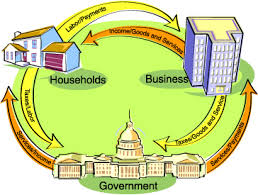 Labor/Payments
Income/Goods and Services
Households
Business
Taxes/Labor
Services/Income
Taxes/Goods and Services
Services/Payments
Government